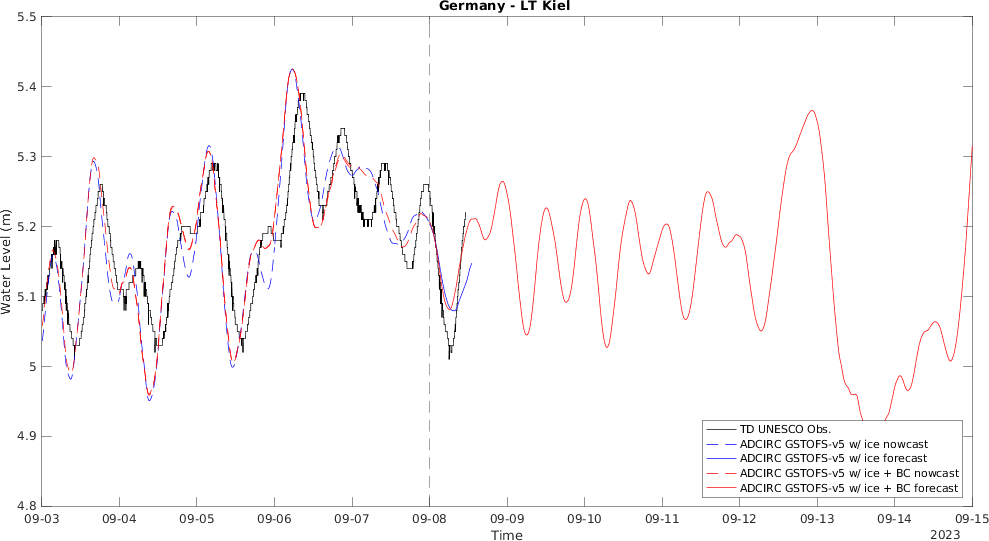 Germany - LT Kiel
5.5
5.4
5.3
5.2
5.1
5
4.9
4.8
Water Level (m)
TD UNESCO Obs.
ADCIRC GSTOFS-v5 w/ ice nowcast
ADCIRC GSTOFS-v5 w/ ice forecast
ADCIRC GSTOFS-v5 w/ ice + BC nowcast
ADCIRC GSTOFS-v5 w/ ice + BC forecast
09-03 09-04 09-05 09-06 09-07 09-08 09-09 09-10 09-11 09-12 09-13 09-14 09-15
Time
2023